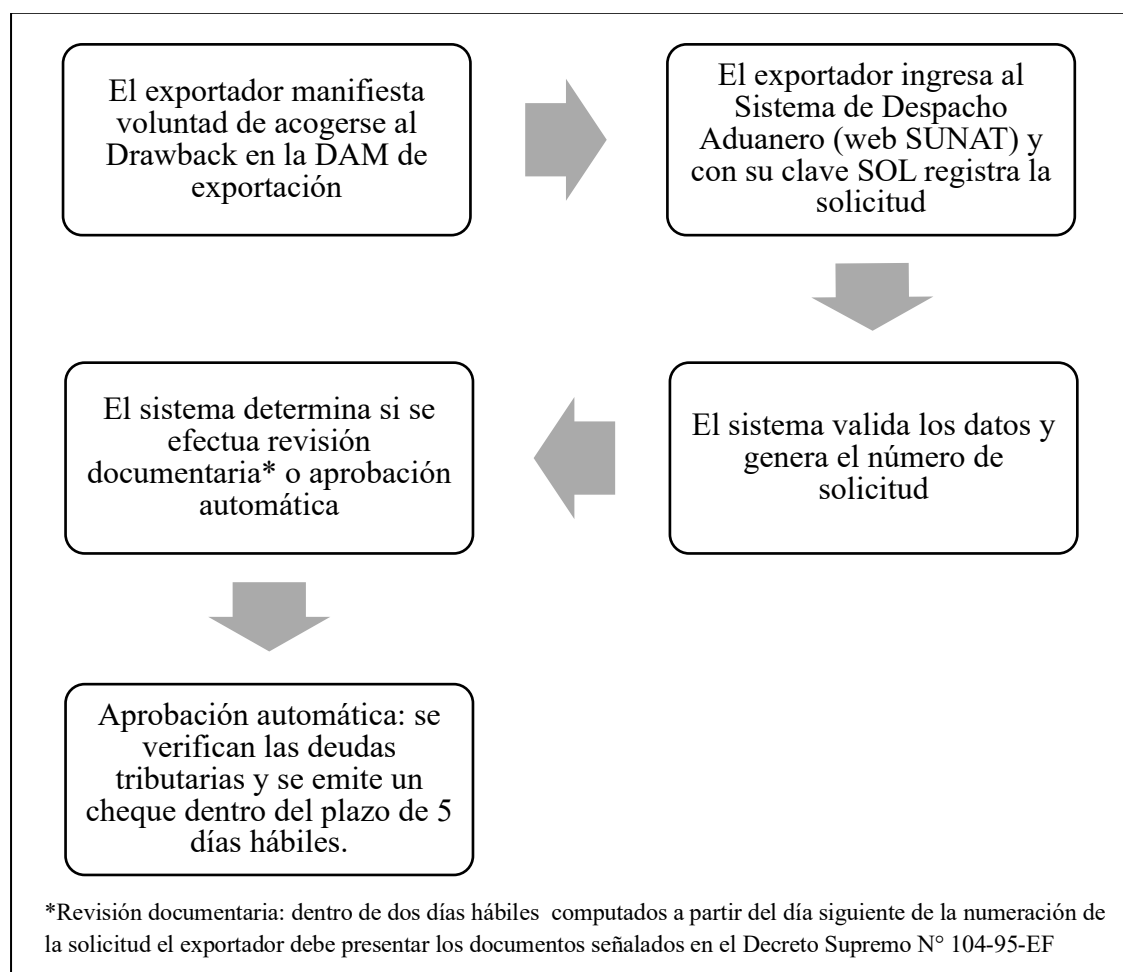 El exportador manifiesta
voluntad de acogerse al
Drawback en la DAM de
exportación
El exportador ingresa al
Sistema de Despacho
Aduanero (web SUNAT) y
con su clave SOL registra la
solicitud
El sistema valida los datos y
genera el número de
solicitud
El sistema determina si se
efectua revisión
documentaria* o aprobación
automática
Aprobación automática: se
verifican las deudas
tributarias y se emite un
cheque dentro del plazo de 5
días hábiles.
*Revisión documentaria: dentro de dos días hábiles computados a partir del día siguiente de la numeración de
la solicitud el exportador debe presentar los documentos señalados en el Decreto Supremo N° 104-95-EF